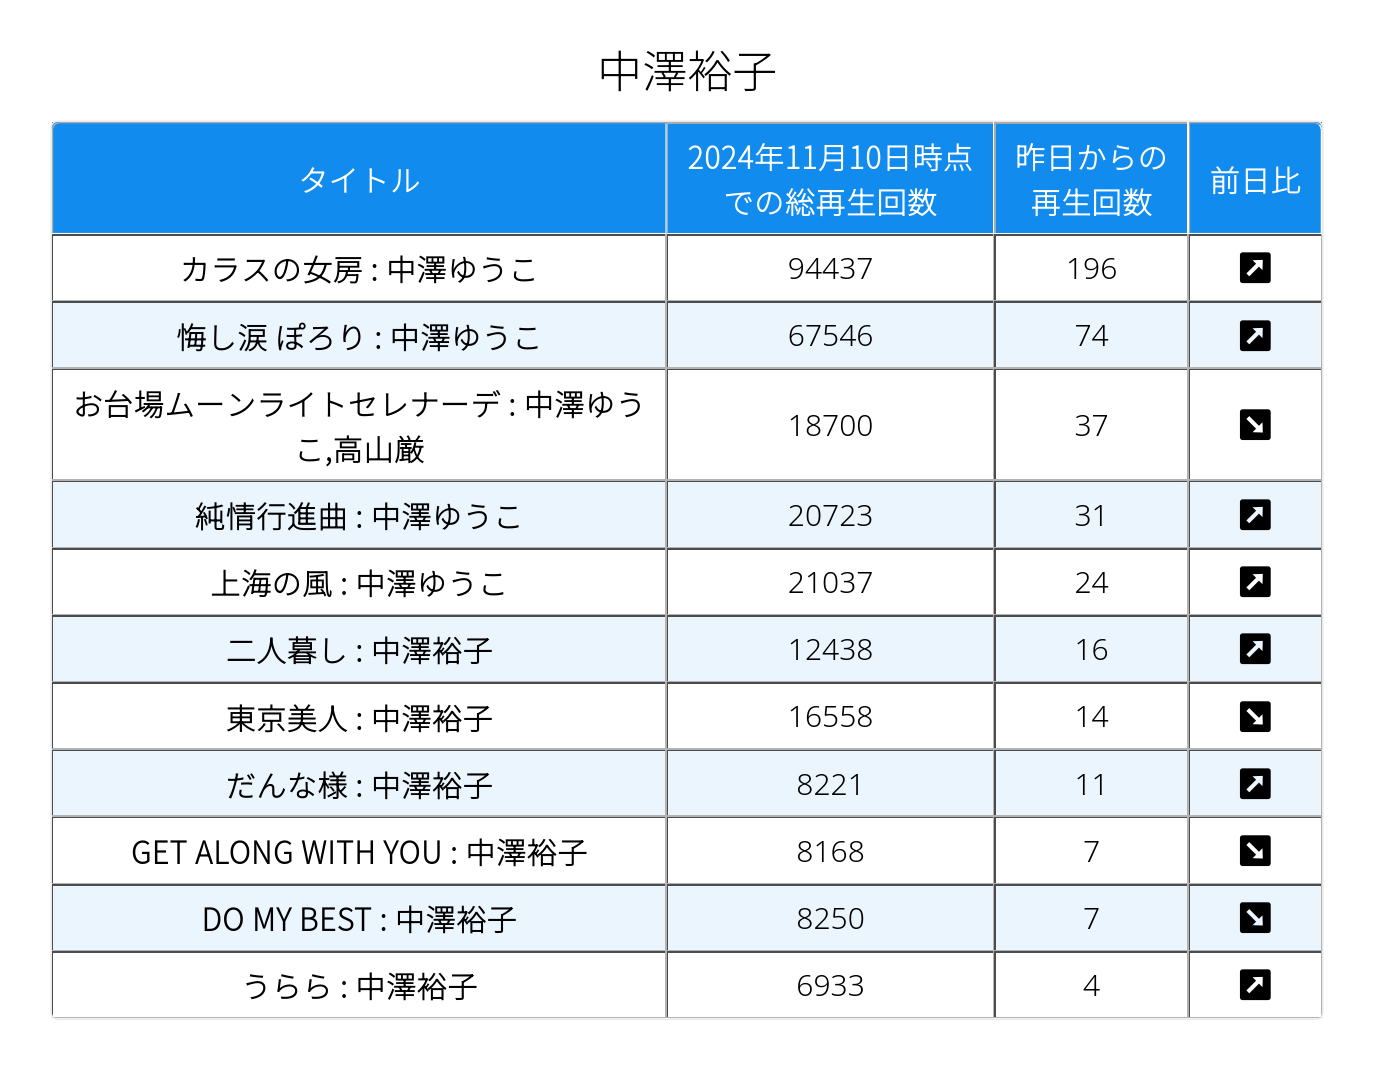 中澤裕子
タイトル
2024年11月10日時点
での総再生回数
昨日からの
再生回数
前日比
カラスの女房 : 中澤ゆうこ
94437
196
悔し涙 ぽろり : 中澤ゆうこ
67546
74
お台場ムーンライトセレナーデ : 中澤ゆう
こ,高山厳
18700
37
純情行進曲 : 中澤ゆうこ
20723
31
上海の風 : 中澤ゆうこ
21037
24
二人暮し : 中澤裕子
12438
16
東京美人 : 中澤裕子
16558
14
だんな様 : 中澤裕子
8221
11
GET ALONG WITH YOU : 中澤裕子
8168
7
DO MY BEST : 中澤裕子
8250
7
うらら : 中澤裕子
6933
4